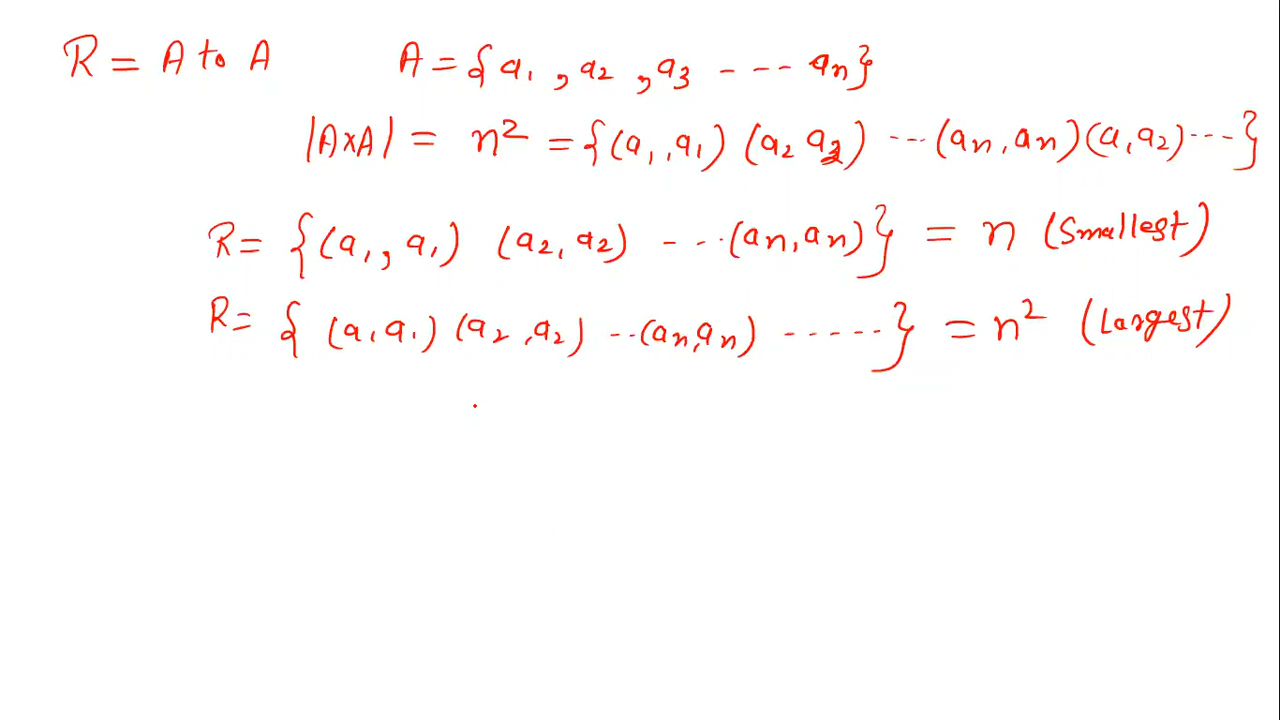 R = A to A A = {a₁, a₂, a₃ ---- aₙ}
|A×A| = n² = {(a₁, a₁) (a₂ a₂) --- (aₙ, aₙ)(a₁ a₂) ---- }
R = {(a₁, a₁) (a₂, a₂) ---- (aₙ, aₙ)} = n (Smallest)
R = { (a₁ a₁) (a₂, a₂) --- (aₙ, aₙ) ------ } = n² (Largest)